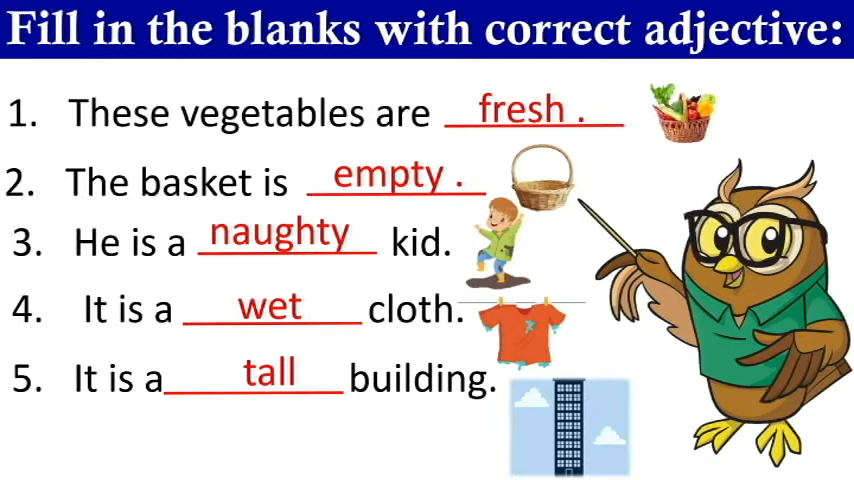 Fill in the blanks with correct adjective:
1. These vegetables are fresh .
2. The basket is empty .
3. He is a naughty kid.
4. It is a wet cloth.
5. It is a tall building.